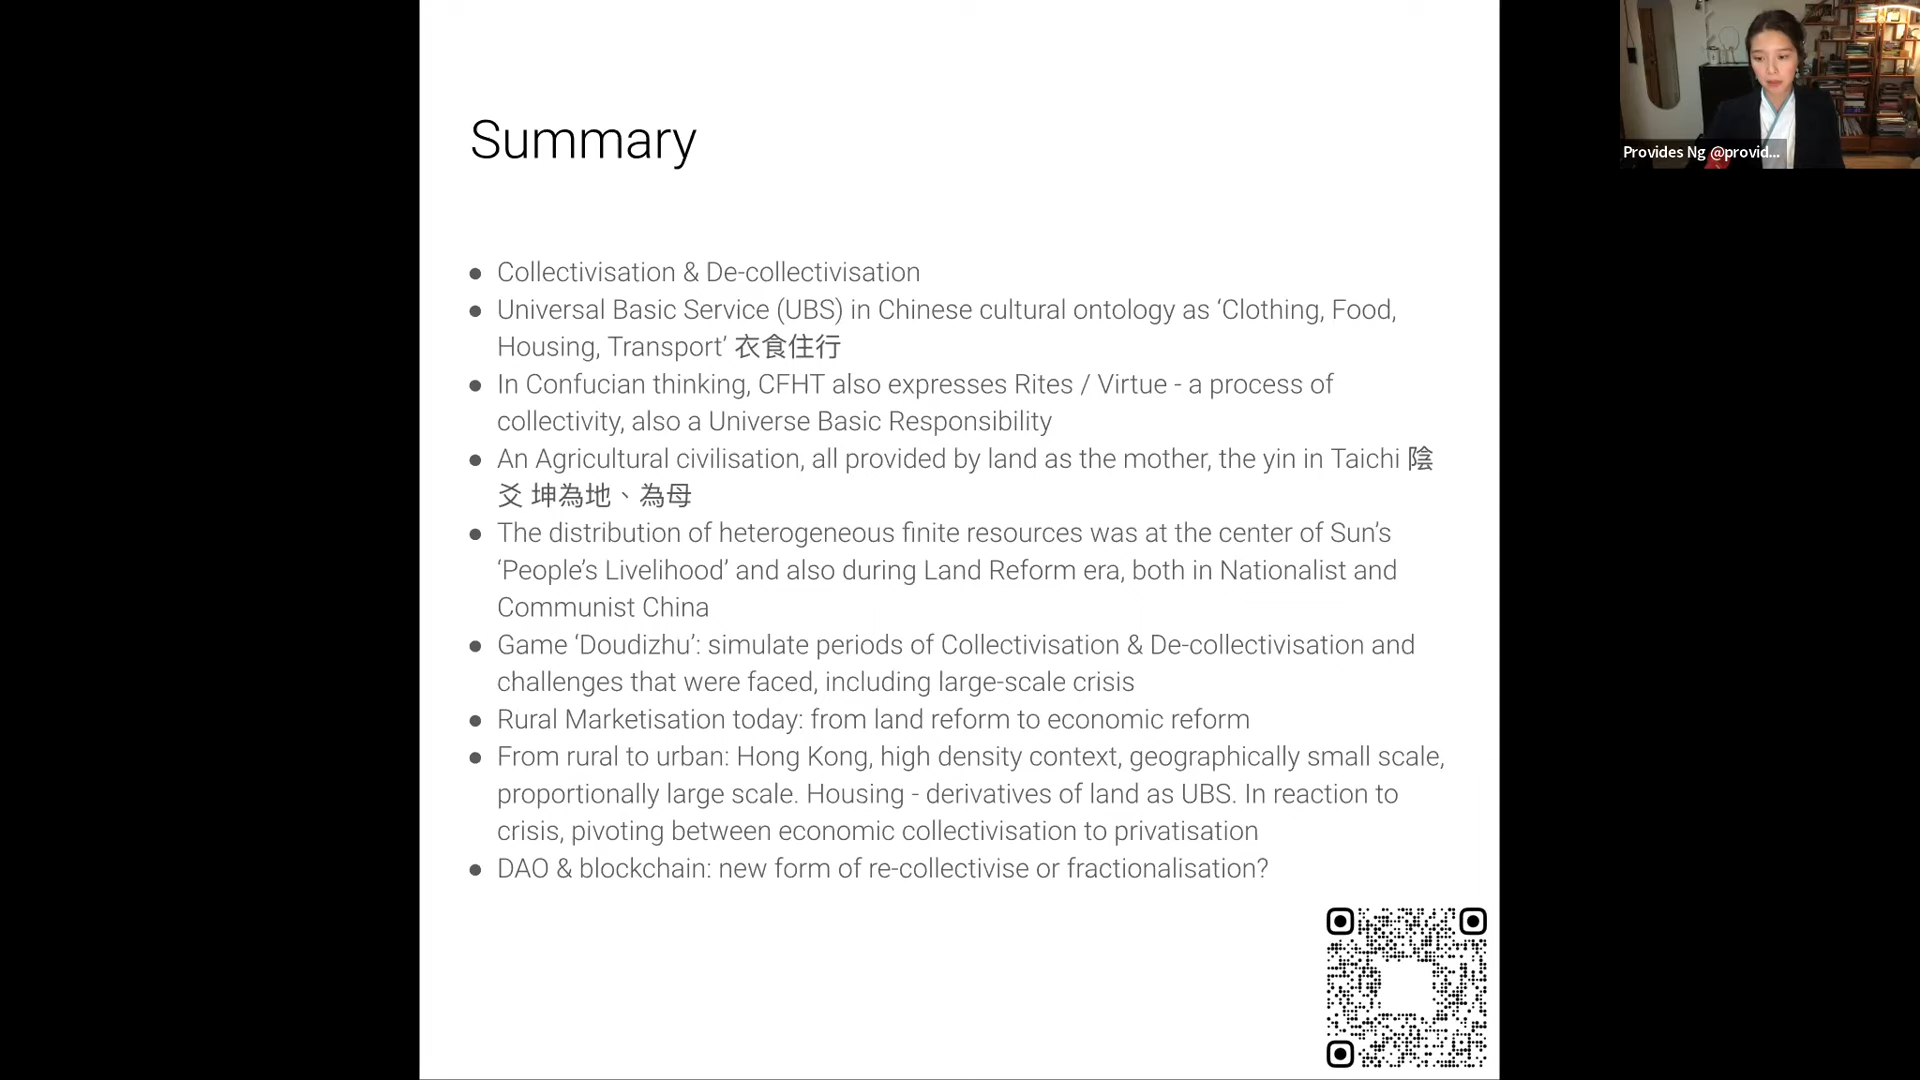 Summary
● Collectivisation & De-collectivisation
● Universal Basic Service (UBS) in Chinese cultural ontology as ‘Clothing, Food,
Housing, Transport’ 衣食住行
● In Confucian thinking, CFHT also expresses Rites / Virtue - a process of
collectivity, also a Universe Basic Responsibility
● An Agricultural civilisation, all provided by land as the mother, the yin in Taichi 陰
爻 坤為地、為母
● The distribution of heterogeneous finite resources was at the center of Sun’s
‘People’s Livelihood’ and also during Land Reform era, both in Nationalist and
Communist China
● Game ‘Doudizhu’: simulate periods of Collectivisation & De-collectivisation and
challenges that were faced, including large-scale crisis
● Rural Marketisation today: from land reform to economic reform
● From rural to urban: Hong Kong, high density context, geographically small scale,
proportionally large scale. Housing - derivatives of land as UBS. In reaction to
crisis, pivoting between economic collectivisation to privatisation
● DAO & blockchain: new form of re-collectivise or fractionalisation?
Provides Ng @provid...